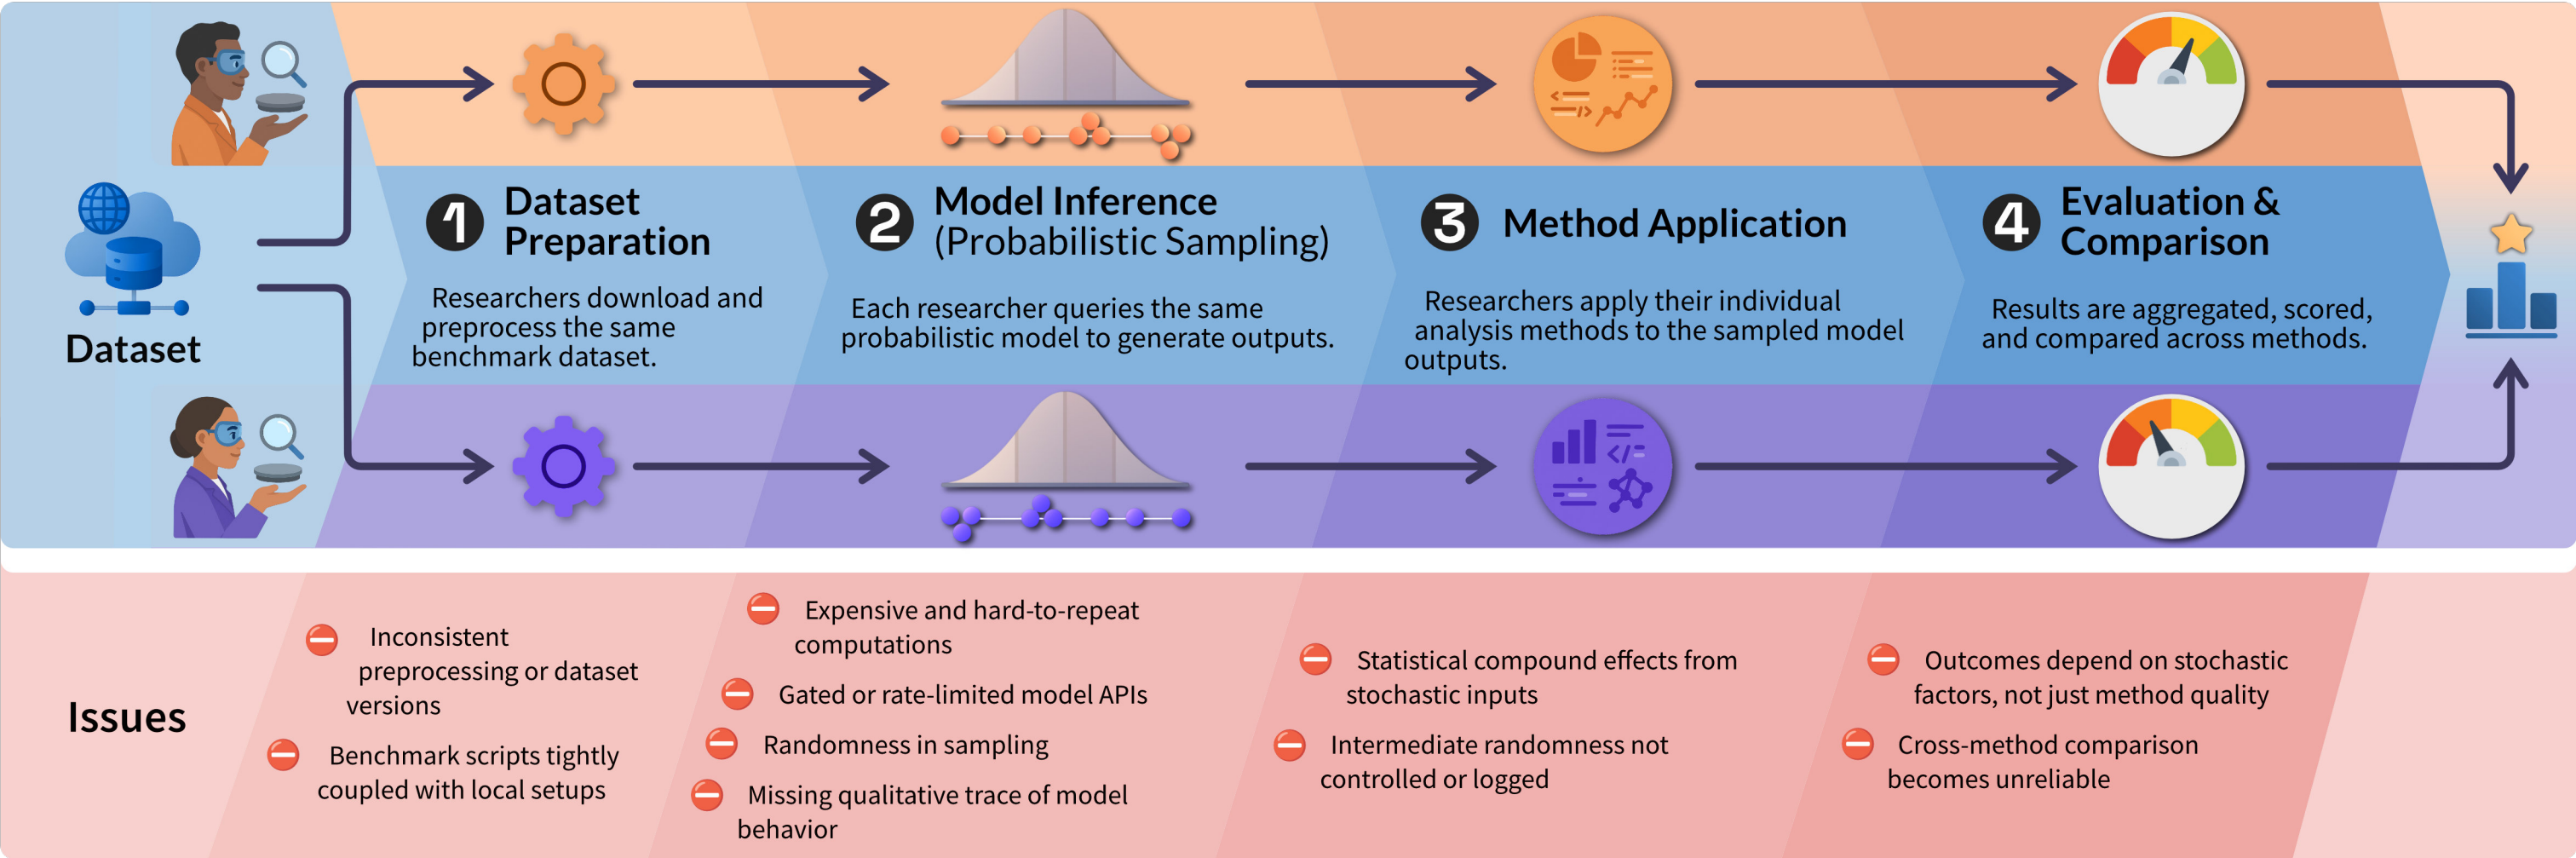 Dataset
1
Dataset
Preparation
Researchers download and
preprocess the same
benchmark dataset.
2
Model Inference
(Probabilistic Sampling)
Each researcher queries the same
probabilistic model to generate outputs.
3
Method Application
Researchers apply their individual
analysis methods to the sampled model
outputs.
4
Evaluation &
Comparison
Results are aggregated, scored,
and compared across methods.
Issues
Inconsistent
preprocessing or dataset
versions
Benchmark scripts tightly
coupled with local setups
Expensive and hard-to-repeat
computations
Gated or rate-limited model APIs
Randomness in sampling
Missing qualitative trace of model
behavior
Statistical compound effects from
stochastic inputs
Intermediate randomness not
controlled or logged
Outcomes depend on stochastic
factors, not just method quality
Cross-method comparison
becomes unreliable